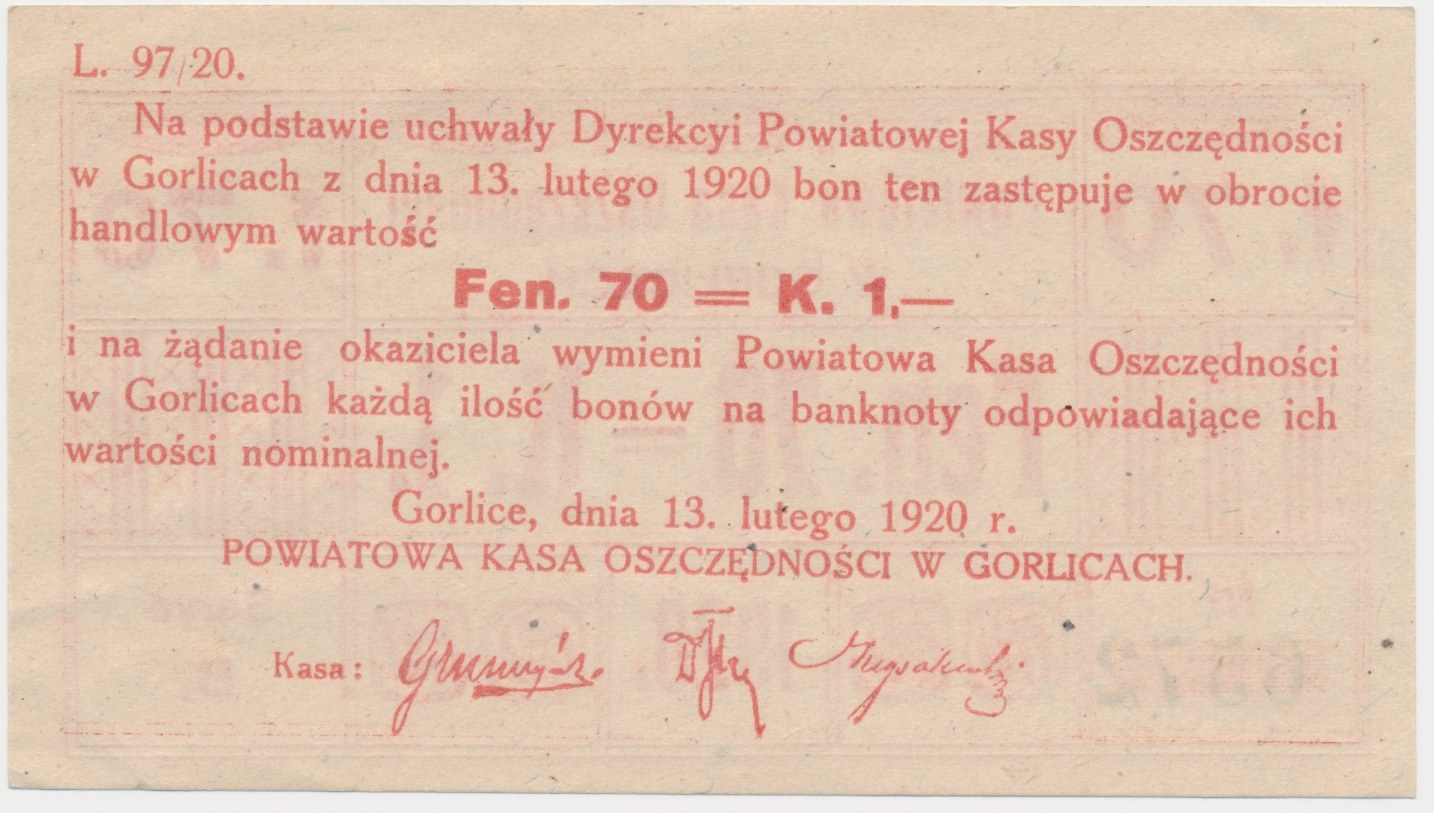 L. 97/20.
Na podstawie uchwały Dyrekcyi Powiatowej Kasy Oszczędności
w Gorlicach z dnia 13. lutego 1920 bon ten zastępuje w obrocie
handlowym wartość
Fen. 70 = K. 1.—
i na żądanie okaziciela wymieni Powiatowa Kasa Oszczędności
w Gorlicach każdą ilość bonów na banknoty odpowiadające ich
wartości nominalnej.
Gorlice, dnia 13. lutego 1920 r.
POWIATOWA KASA OSZCZĘDNOŚCI W GORLICACH.
Kasa: